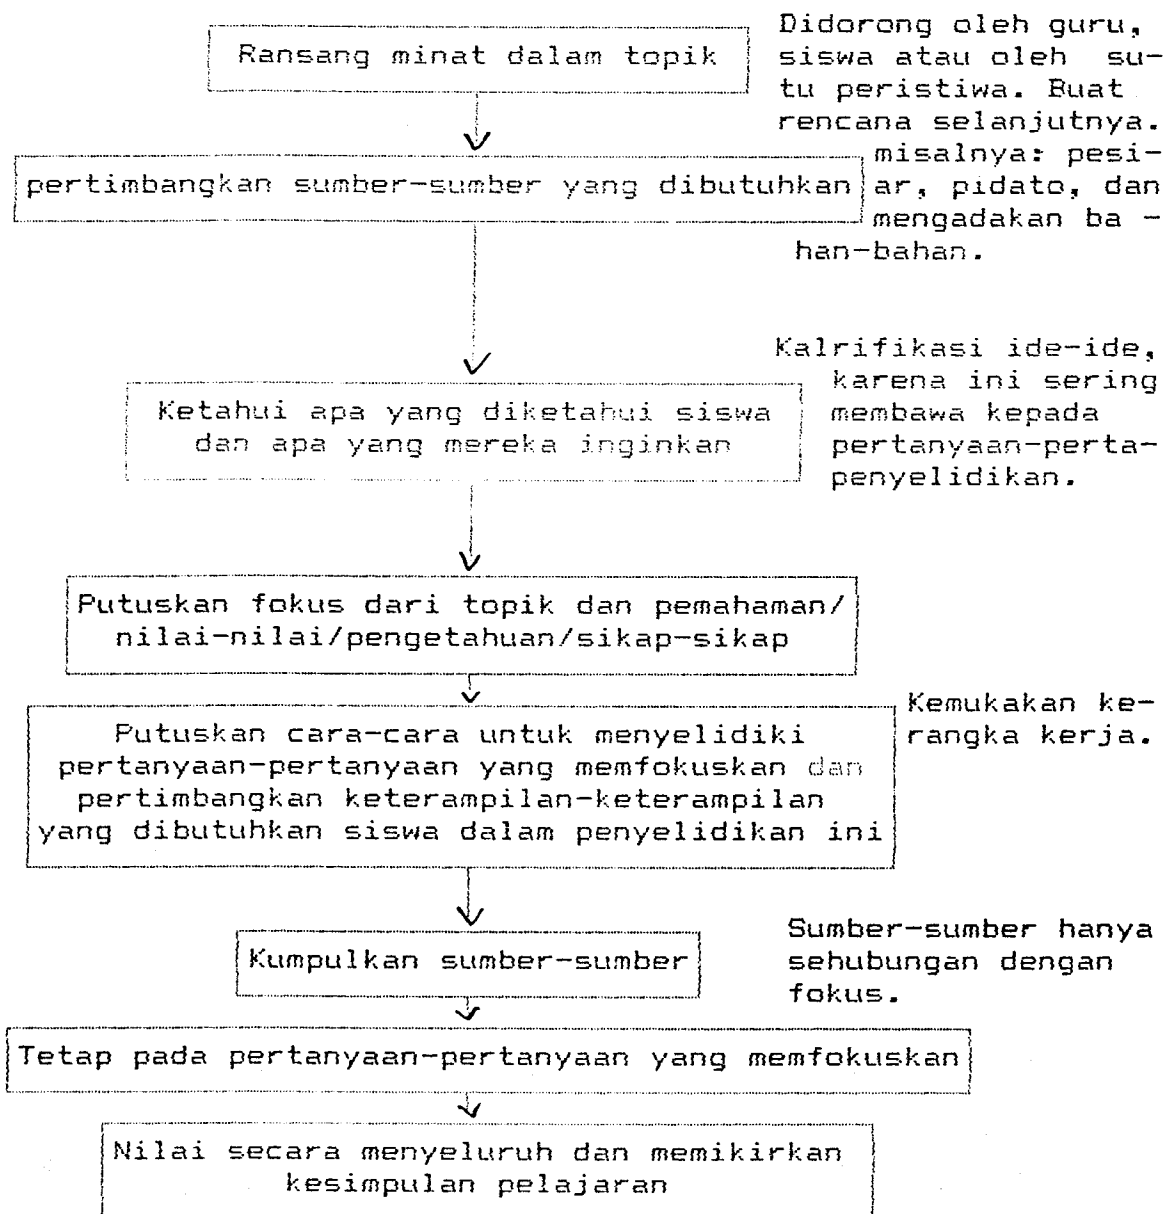 Ransang minat dalam topik
Didorong oleh guru,
siswa atau oleh su-
tu peristiwa. Buat
rencana selanjutnya.
misalnya: pesi-
ar, pidato, dan
mengadakan ba -
han-bahan.
pertimbangkan sumber-sumber yang dibutuhkan
Ketahui apa yang diketahui siswa
dan apa yang mereka inginkan
Kalrifikasi ide-ide,
karena ini sering
membawa kepada
pertanyaan-perta-
penyelidikan.
Putuskan fokus dari topik dan pemahaman/
nilai-nilai/pengetahuan/sikap-sikap
Putuskan cara-cara untuk menyelidiki
pertanyaan-pertanyaan yang memfokuskan dan
pertimbangkan keterampilan-keterampilan
yang dibutuhkan siswa dalam penyelidikan ini
Kemukakan ke-
rangka kerja.
Kumpulkan sumber-sumber
Sumber-sumber hanya
sehubungan dengan
fokus.
Tetap pada pertanyaan-pertanyaan yang memfokuskan
Nilai secara menyeluruh dan memikirkan
kesimpulan pelajaran